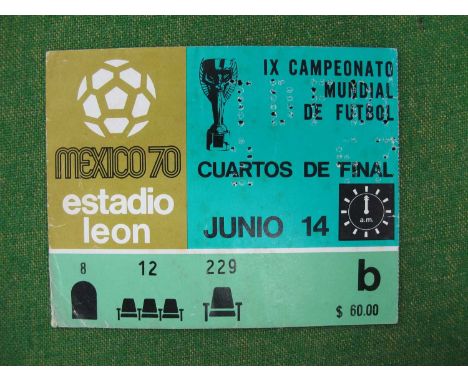 IX CAMPEONATO
MUNDIAL
DE FUTBOL
MEXICO 70
CUARTOS DE FINAL
estadio
leon
JUNIO 14
a.m.
8
12
229
b
$ 60.00